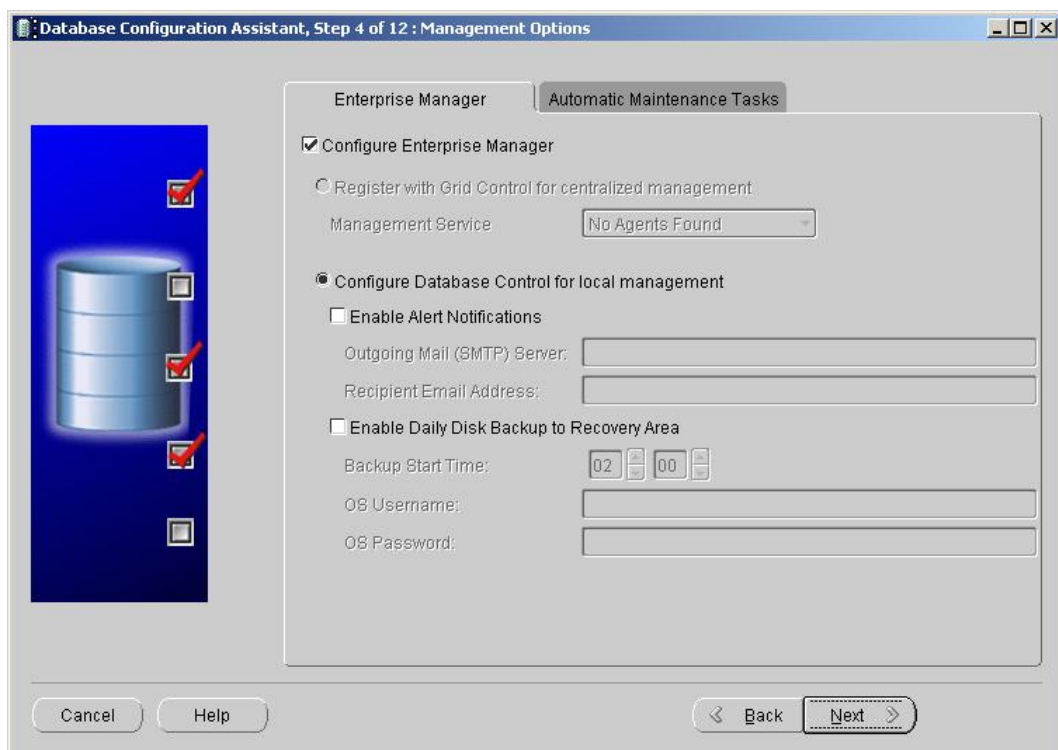 Database Configuration Assistant, Step 4 of 12 : Management Options
Enterprise Manager
Automatic Maintenance Tasks
Configure Enterprise Manager
Register with Grid Control for centralized management
Management Service
No Agents Found
Configure Database Control for local management
Enable Alert Notifications
Outgoing Mail (SMTP) Server:
Recipient Email Address:
Enable Daily Disk Backup to Recovery Area
Backup Start Time:
02 00
OS Username:
OS Password:
Cancel
Help
Back
Next